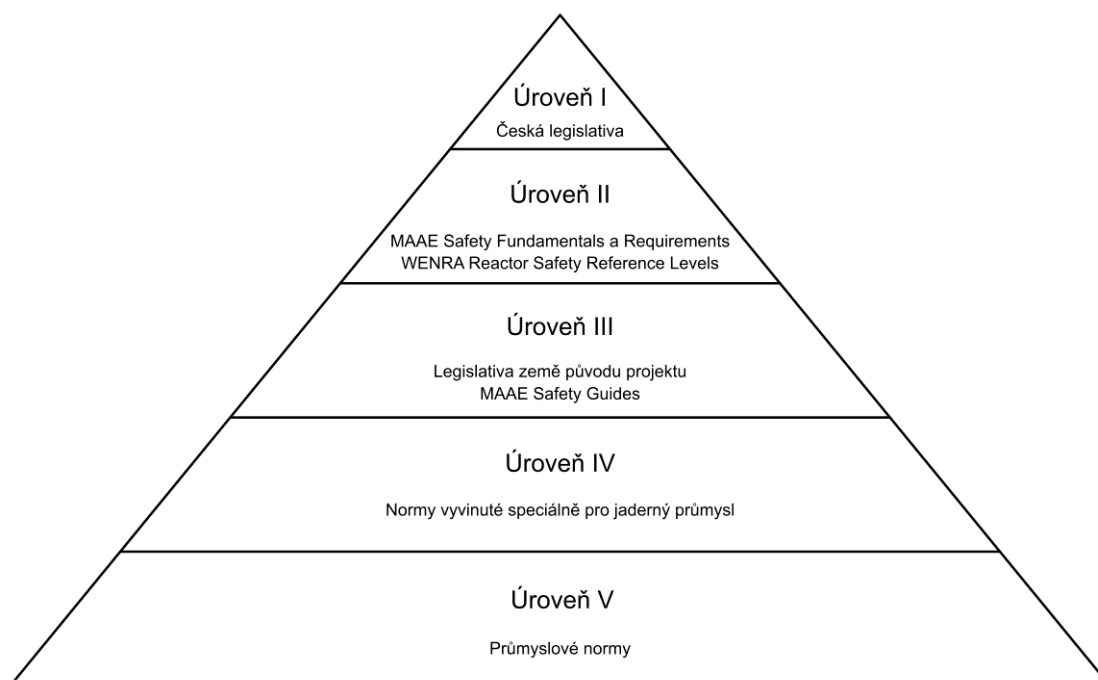 Úroveň I
Česká legislativa
Úroveň II
MAAE Safety Fundamentals a Requirements
WENRA Reactor Safety Reference Levels
Úroveň III
Legislativa země původu projektu
MAAE Safety Guides
Úroveň IV
Normy vyvinuté speciálně pro jaderný průmysl
Úroveň V
Průmyslové normy